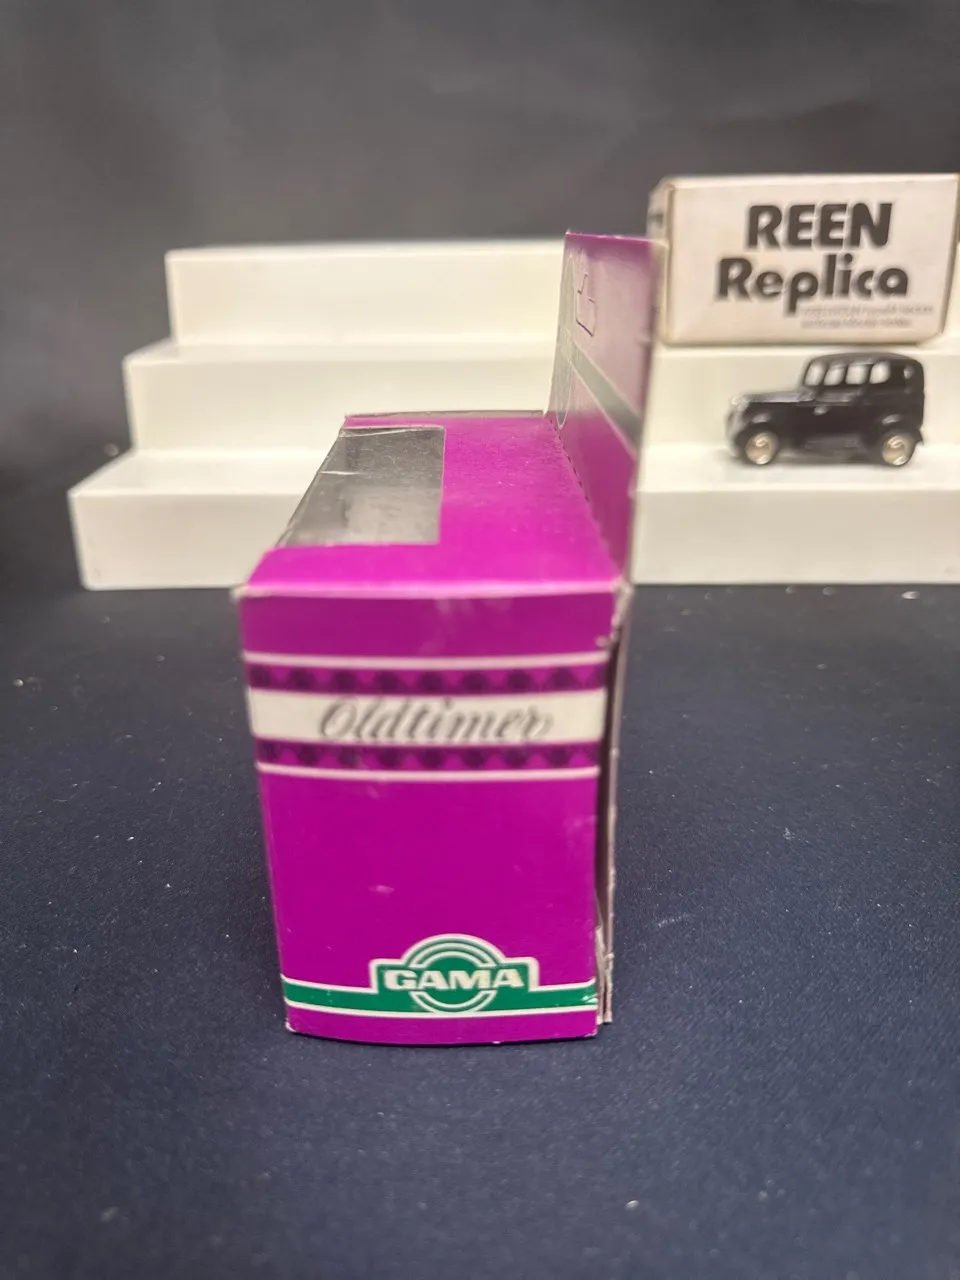 REEN
Replica
Oldtimer
GAMA